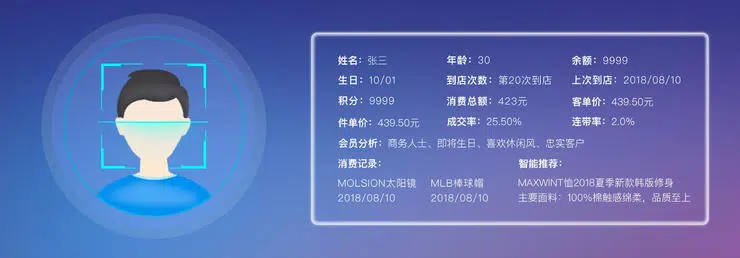 姓名：张三 年龄：30 余额：9999
生日：10/01 到店次数：第20次到店 上次到店：2018/08/10
积分：9999 消费总额：423元 客单价：439.50元
件单价：439.50元 成交率：25.50% 连带率：2.0%
会员分析：商务人士、即将生日、喜欢休闲风、忠实客户
消费记录： 智能推荐：
MOLSION太阳镜 MLB棒球帽 MAXWINT恤2018夏季新款韩版修身
2018/08/10 2018/08/10 主要面料：100%棉触感绵柔，品质至上